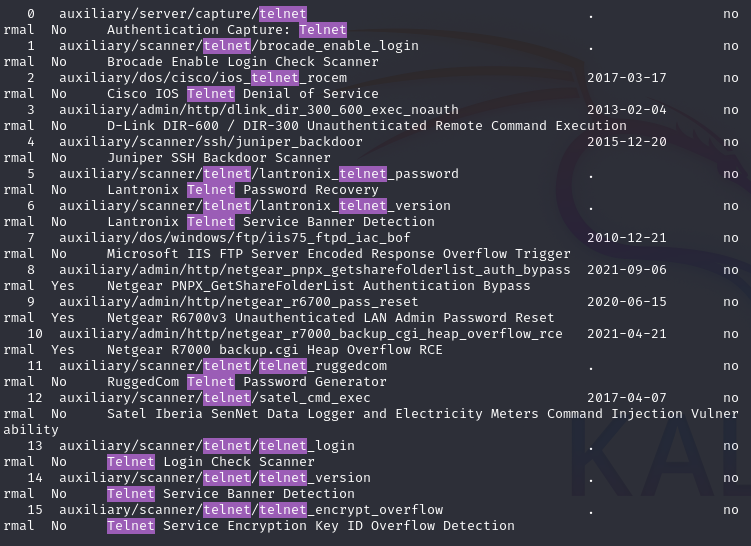 0  auxiliary/server/capture/telnet  .  no
rmal  No  Authentication Capture: Telnet
1  auxiliary/scanner/telnet/brocade_enable_login  .  no
rmal  No  Brocade Enable Login Check Scanner
2  auxiliary/dos/cisco/ios_telnet_rocem  2017-03-17  no
rmal  No  Cisco IOS Telnet Denial of Service
3  auxiliary/admin/http/dlink_dir_300_600_exec_noauth  2013-02-04  no
rmal  No  D-Link DIR-600 / DIR-300 Unauthenticated Remote Command Execution
4  auxiliary/scanner/ssh/juniper_backdoor  2015-12-20  no
rmal  No  Juniper SSH Backdoor Scanner
5  auxiliary/scanner/telnet/lantronix_telnet_password  .  no
rmal  No  Lantronix Telnet Password Recovery
6  auxiliary/scanner/telnet/lantronix_telnet_version  .  no
rmal  No  Lantronix Telnet Service Banner Detection
7  auxiliary/dos/windows/ftp/iis75_ftpd_iac_bof  2010-12-21  no
rmal  No  Microsoft IIS FTP Server Encoded Response Overflow Trigger
8  auxiliary/admin/http/netgear_pnpx_getsharefolderlist_auth_bypass  2021-09-06  no
rmal  Yes  Netgear PNPX_GetShareFolderList Authentication Bypass
9  auxiliary/admin/http/netgear_r6700_pass_reset  2020-06-15  no
rmal  Yes  Netgear R6700v3 Unauthenticated LAN Admin Password Reset
10  auxiliary/admin/http/netgear_r7000_backup_cgi_heap_overflow_rce  2021-04-21  no
rmal  Yes  Netgear R7000 backup.cgi Heap Overflow RCE
11  auxiliary/scanner/telnet/telnet_ruggedcom  .  no
rmal  No  RuggedCom Telnet Password Generator
12  auxiliary/scanner/telnet/satel_cmd_exec  2017-04-07  no
rmal  No  Satel Iberia SenNet Data Logger and Electricity Meters Command Injection Vulner
ability
13  auxiliary/scanner/telnet/telnet_login  .  no
rmal  No  Telnet Login Check Scanner
14  auxiliary/scanner/telnet/telnet_version  .  no
rmal  No  Telnet Service Banner Detection
15  auxiliary/scanner/telnet/telnet_encrypt_overflow  .  no
rmal  No  Telnet Service Encryption Key ID Overflow Detection
KAL